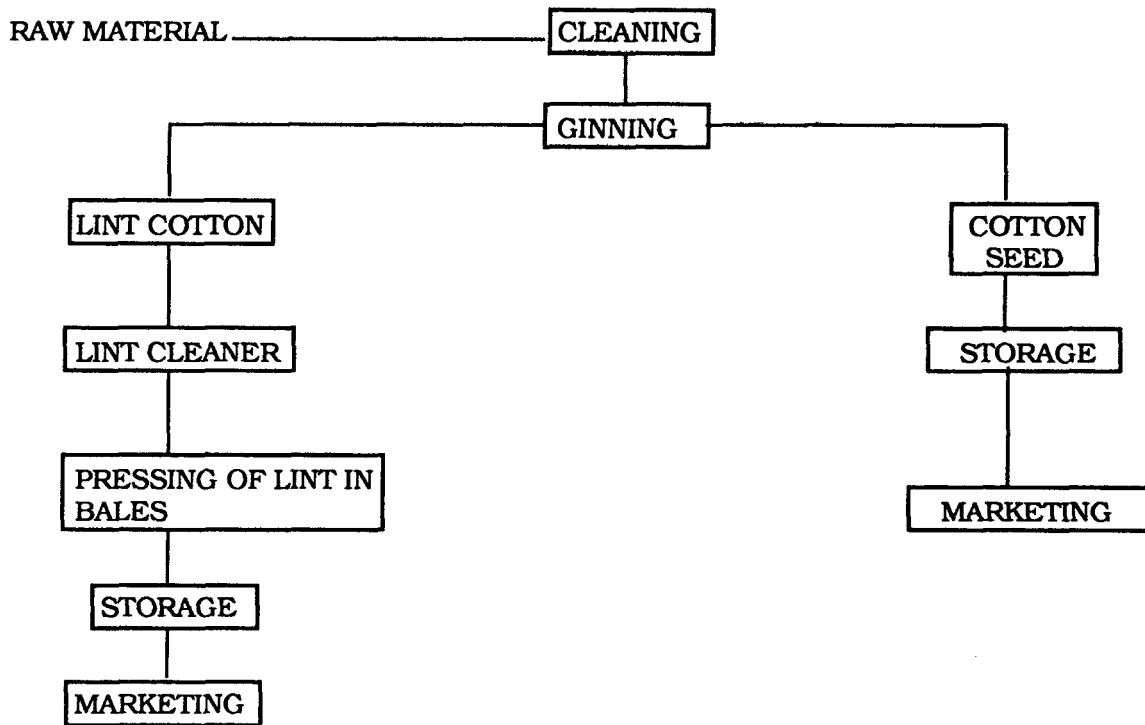 RAW MATERIAL
CLEANING
GINNING
LINT COTTON
COTTON
SEED
LINT CLEANER
STORAGE
PRESSING OF LINT IN
BALES
MARKETING
STORAGE
MARKETING